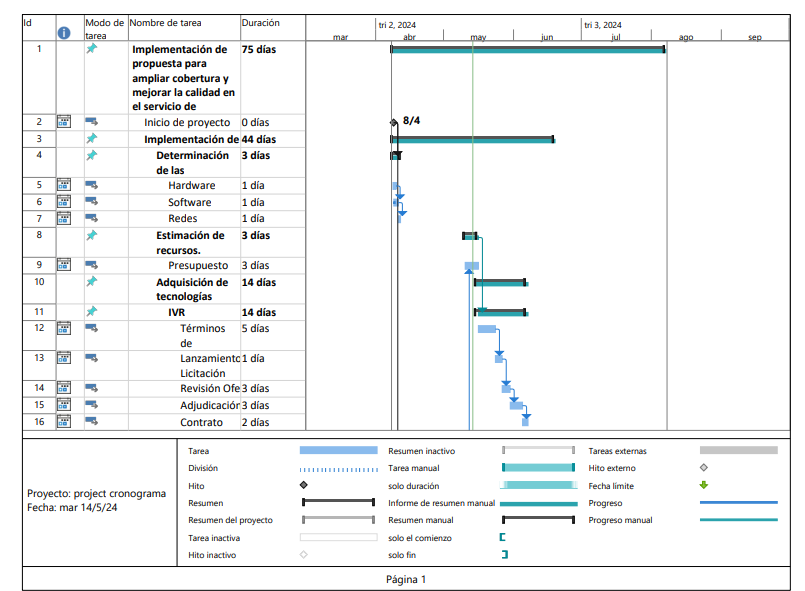 Id
Modo de tarea
Nombre de tarea
Duración
tri 2, 2024
tri 3, 2024
mar
abr
may
jun
jul
ago
sep
1
Implementación de
propuesta para
ampliar cobertura y
mejorar la calidad en
el servicio de
75 días
2
Inicio de proyecto
0 días
8/4
3
Implementación de
44 días
4
Determinación
de las
3 días
5
Hardware
1 día
6
Software
1 día
7
Redes
1 día
8
Estimación de
recursos.
3 días
9
Presupuesto
3 días
10
Adquisición de
tecnologías
14 días
11
IVR
14 días
12
Términos
de
5 días
13
Lanzamiento
Licitación
1 día
14
Revisión Ofe
3 días
15
Adjudicación
3 días
16
Contrato
2 días
Proyecto: project cronograma
Fecha: mar 14/5/24
Tarea
División
Hito
Resumen
Resumen del proyecto
Tarea inactiva
Hito inactivo
Resumen inactivo
Tarea manual
solo duración
Informe de resumen manual
Resumen manual
solo el comienzo
solo fin
Tareas externas
Hito externo
Fecha límite
Progreso
Progreso manual
Página 1